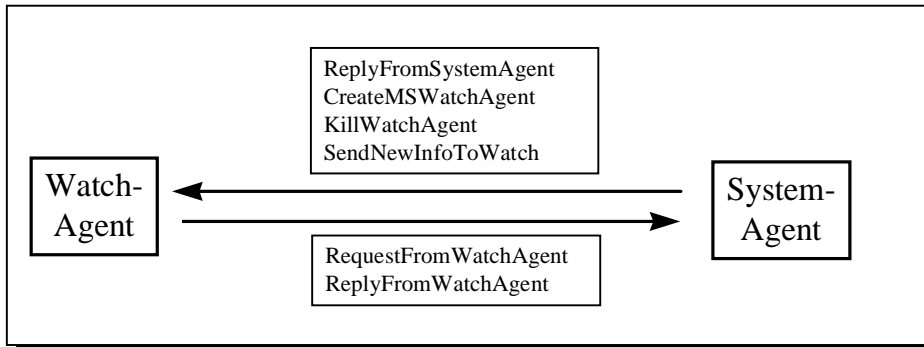 ReplyFromSystemAgent
CreateMSWatchAgent
KillWatchAgent
SendNewInfoToWatch
Watch-
Agent
System-
Agent
RequestFromWatchAgent
ReplyFromWatchAgent